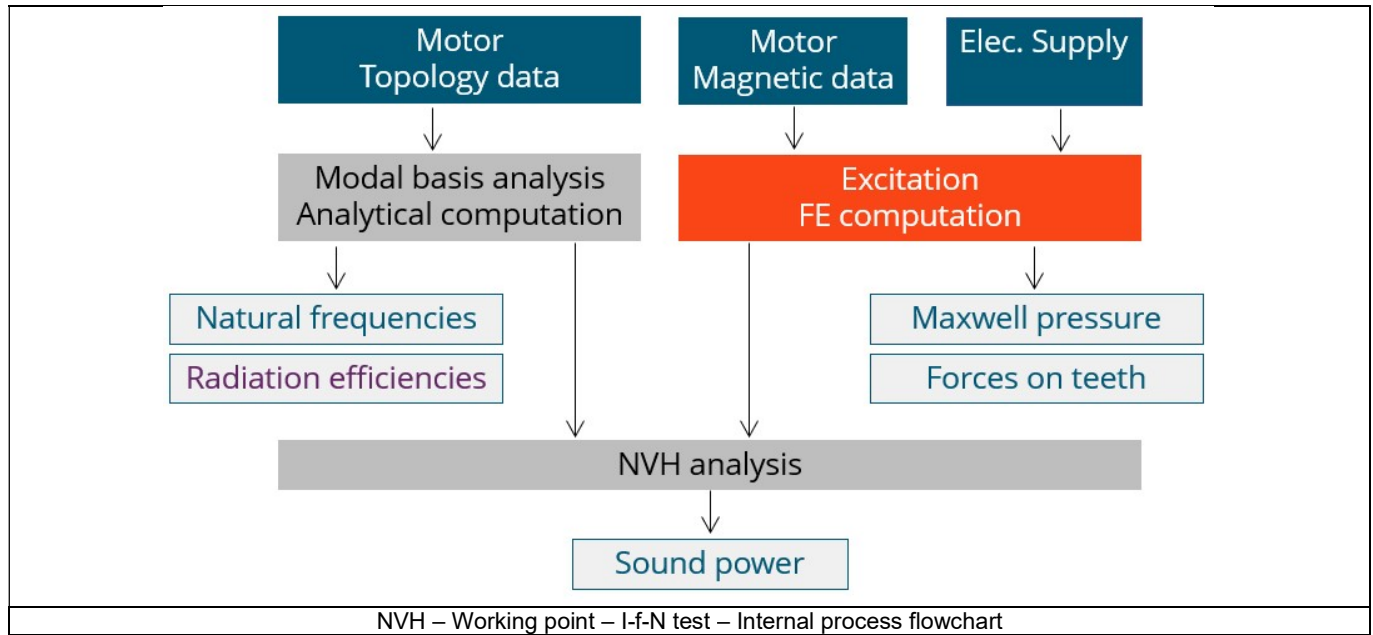 Motor
Topology data
Motor
Magnetic data
Elec. Supply
Modal basis analysis
Analytical computation
Excitation
FE computation
Natural frequencies
Radiation efficiencies
Maxwell pressure
Forces on teeth
NVH analysis
Sound power
NVH – Working point – I-f-N test – Internal process flowchart